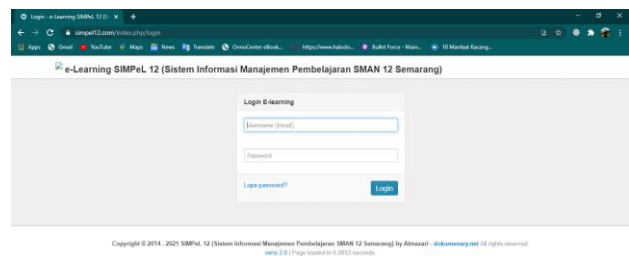 Login - e-Learning SIMPeL 12 (Si
simpel12.com/index.php/login
Apps Gmail YouTube Maps News Translate OnnoCenter eBook... https://www.halodo... Bullet Force - Main... 10 Manfaat Kacang...
e-Learning SIMPeL 12 (Sistem Informasi Manajemen Pembelajaran SMAN 12 Semarang)
Login E-learning
Username (Email)
Password
Lupa password?
Login
Copyright © 2014 - 2021 SIMPeL 12 (Sistem Informasi Manajemen Pembelajaran SMAN 12 Semarang) by Almazari - dokumenary.net All rights reserved.
versi 2.0 | Page loaded in 0.0953 seconds.